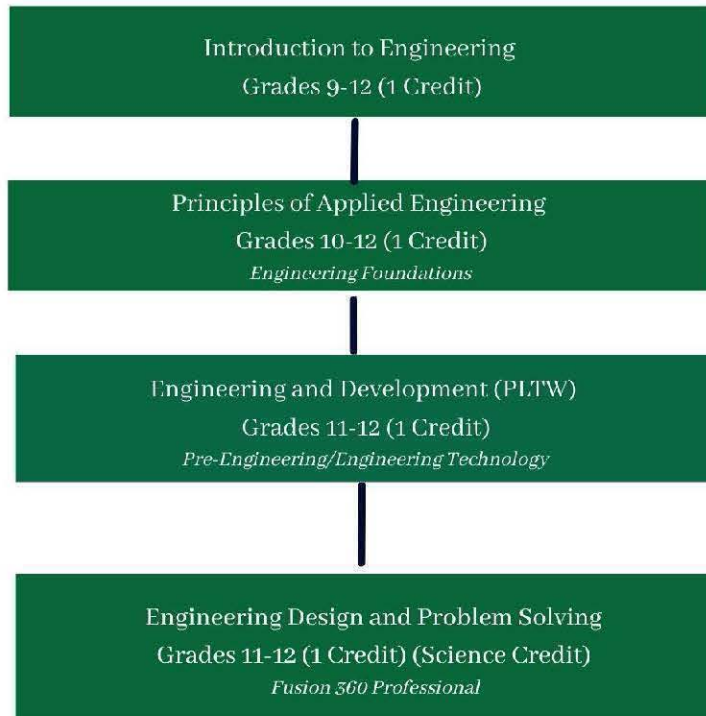 Introduction to Engineering
Grades 9-12 (1 Credit)
Principles of Applied Engineering
Grades 10-12 (1 Credit)
Engineering Foundations
Engineering and Development (PLTW)
Grades 11-12 (1 Credit)
Pre-Engineering/Engineering Technology
Engineering Design and Problem Solving
Grades 11-12 (1 Credit) (Science Credit)
Fusion 360 Professional